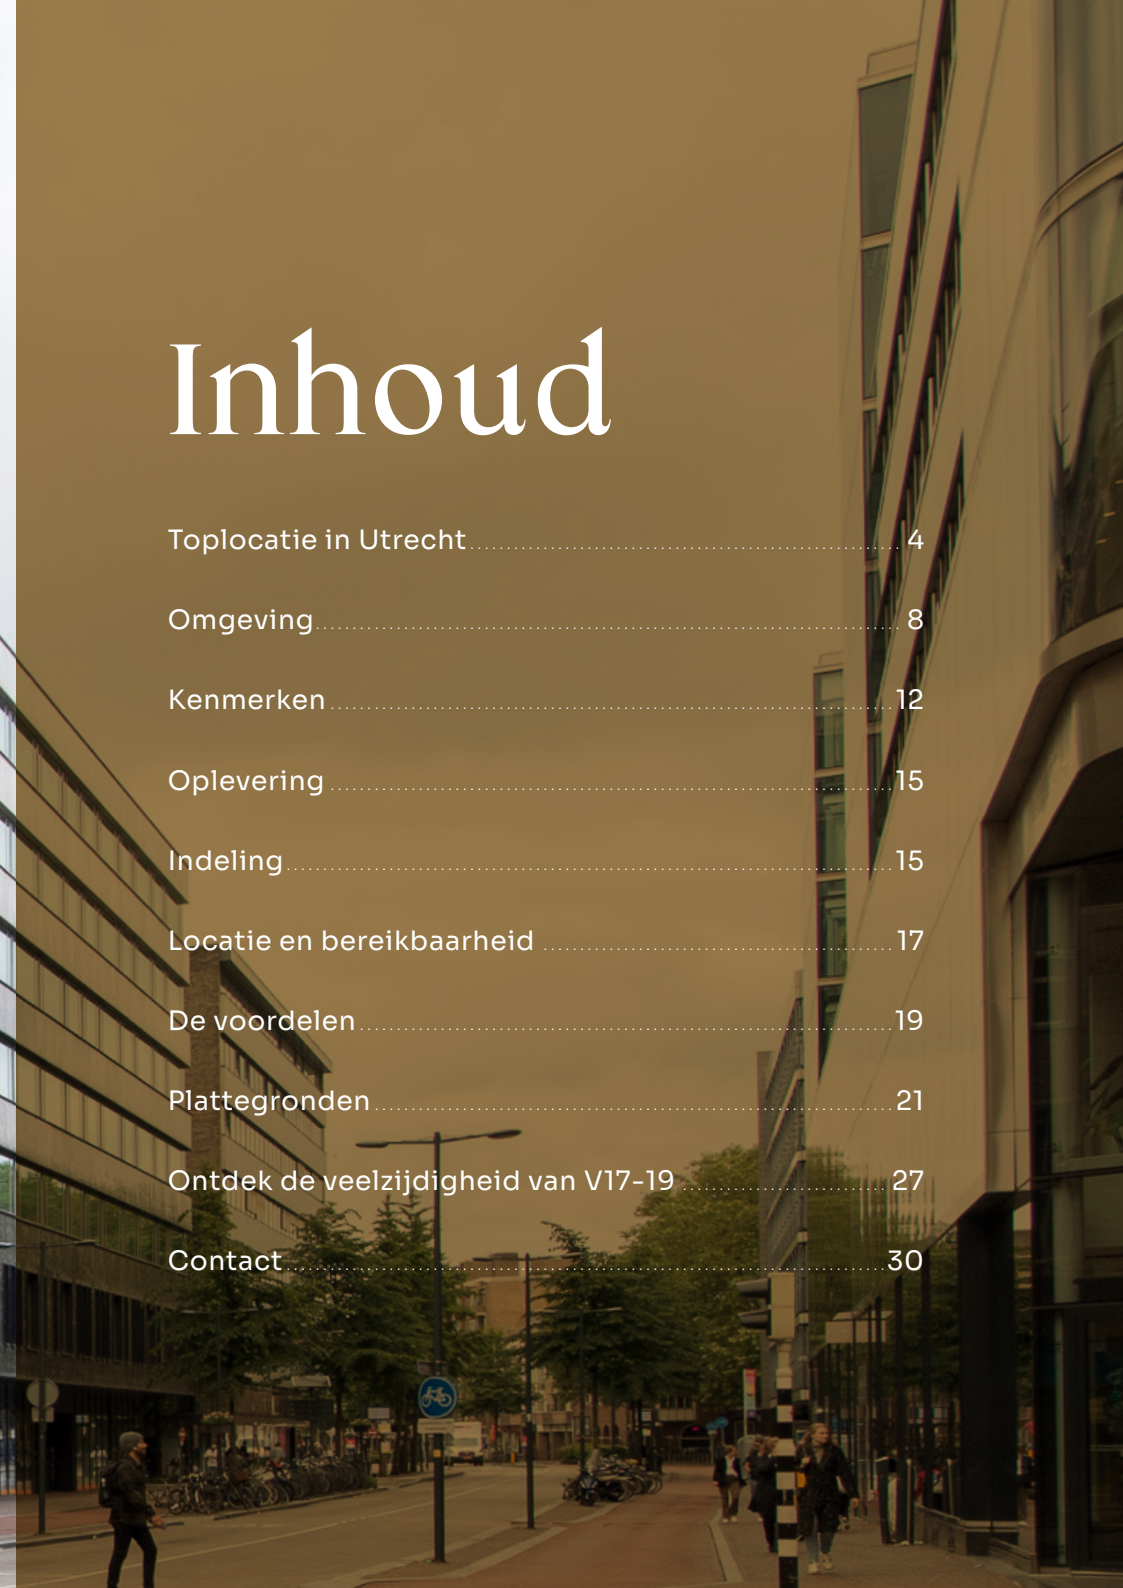 Inhoud
Toplocatie in Utrecht 4
Omgeving 8
Kenmerken 12
Oplevering 15
Indeling 15
Locatie en bereikbaarheid 17
De voordelen 19
Plattegronden 21
Ontdek de veelzijdigheid van V17-19 27
Contact 30